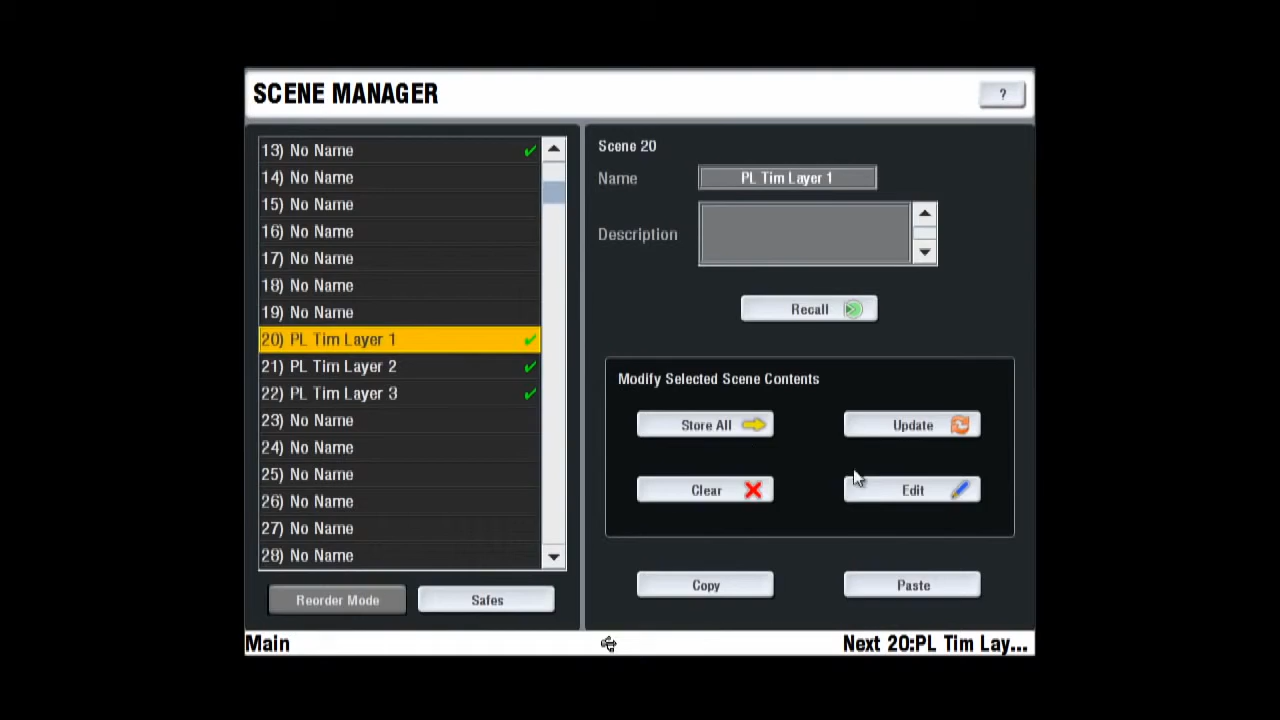 SCENE MANAGER
?
13) No Name
14) No Name
15) No Name
16) No Name
17) No Name
18) No Name
19) No Name
20) PL Tim Layer 1
21) PL Tim Layer 2
22) PL Tim Layer 3
23) No Name
24) No Name
25) No Name
26) No Name
27) No Name
28) No Name
Reorder Mode
Safes
Scene 20
Name
PL Tim Layer 1
Description
Recall
Modify Selected Scene Contents
Store All
Update
Clear
Edit
Copy
Paste
Main
Next 20:PL Tim Lay...